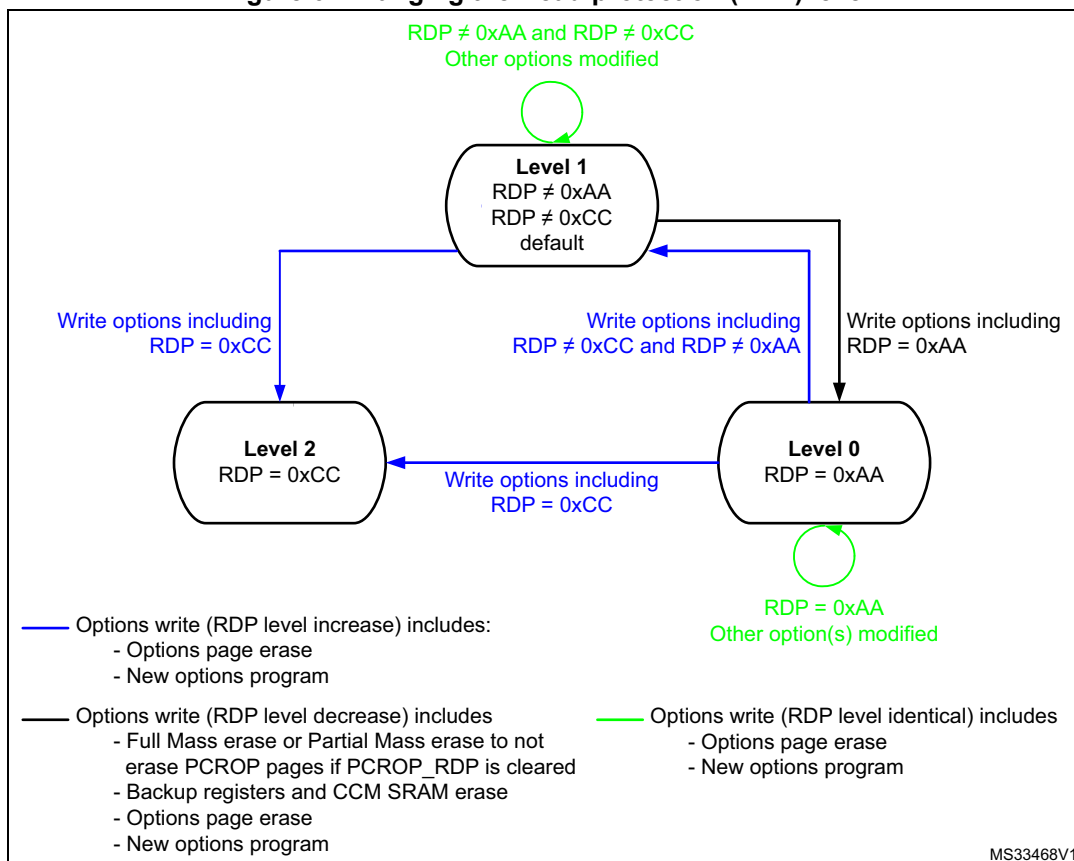 RDP ≠ 0xAA and RDP ≠ 0xCC
Other options modified
Level 1
RDP ≠ 0xAA
RDP ≠ 0xCC
default
Write options including
RDP = 0xCC
Write options including
RDP ≠ 0xCC and RDP ≠ 0xAA
Write options including
RDP = 0xAA
Level 2
RDP = 0xCC
Write options including
RDP = 0xCC
Level 0
RDP = 0xAA
RDP = 0xAA
Other option(s) modified
Options write (RDP level increase) includes:
- Options page erase
- New options program
Options write (RDP level decrease) includes
- Full Mass erase or Partial Mass erase to not
erase PCROP pages if PCROP_RDP is cleared
- Backup registers and CCM SRAM erase
- Options page erase
- New options program
Options write (RDP level identical) includes
- Options page erase
- New options program
MS33468V1